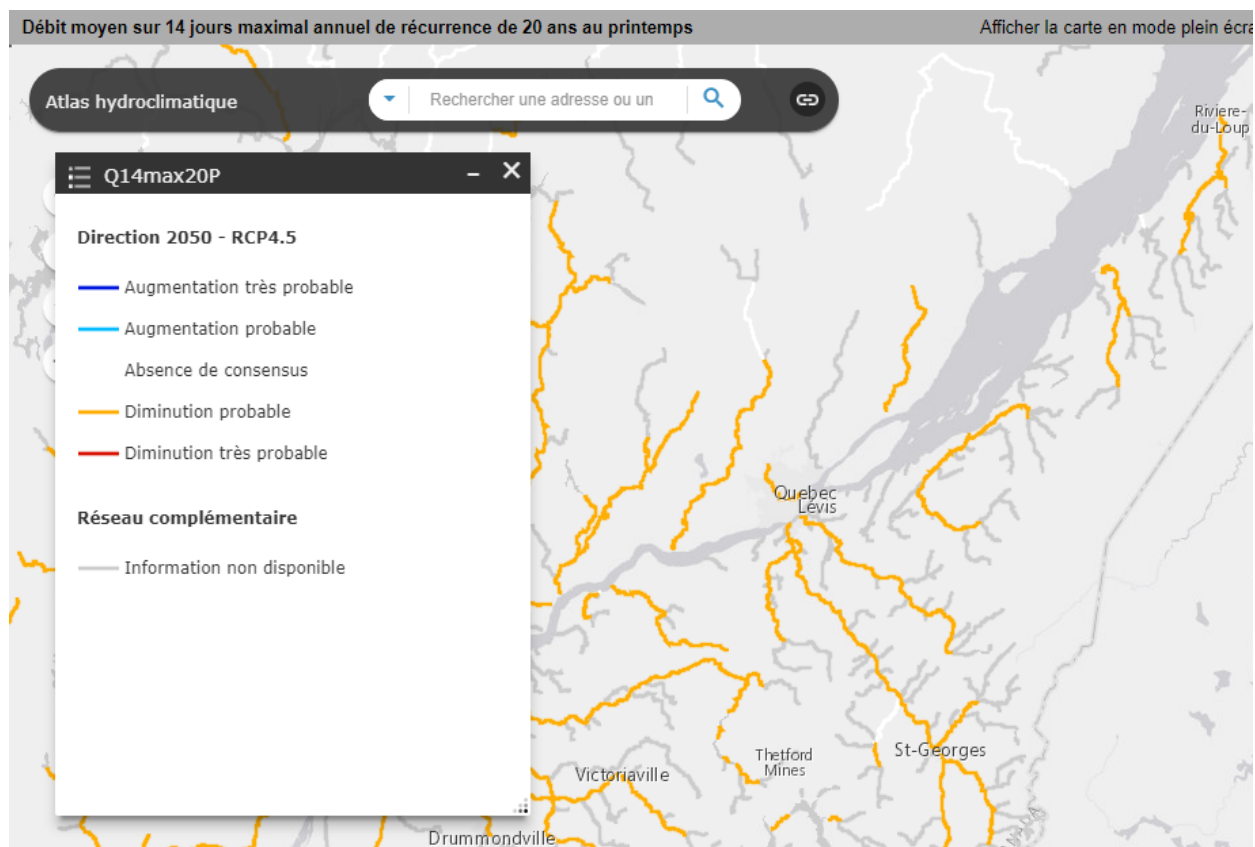 Débit moyen sur 14 jours maximal annuel de récurrence de 20 ans au printemps
Afficher la carte en mode plein écra
Atlas hydroclimatique
Rechercher une adresse ou un
Riviere-
du-Loup
Q14max20P
Direction 2050 - RCP4.5
Augmentation très probable
Augmentation probable
Absence de consensus
Diminution probable
Diminution très probable
Réseau complémentaire
Information non disponible
Quebec
Lévis
St-Georges
Thetford
Mines
Victoriaville
Drummondville